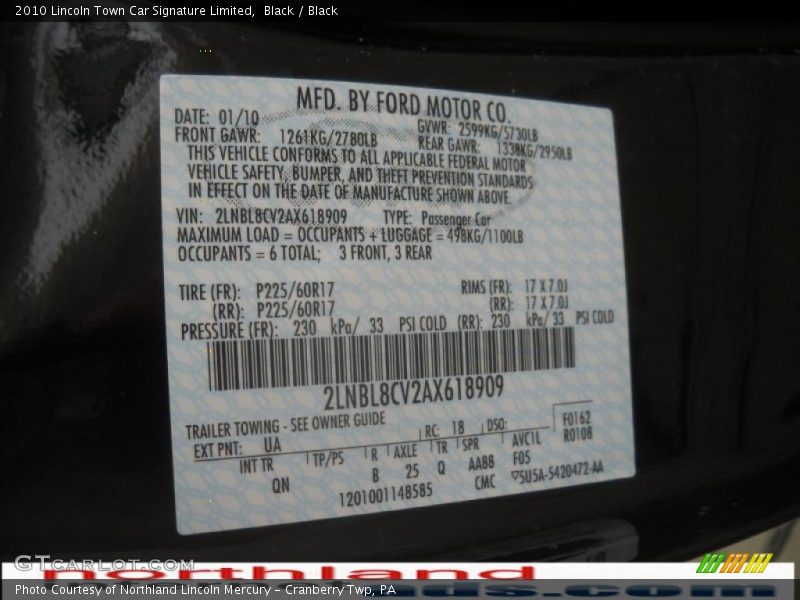 2010 Lincoln Town Car Signature Limited, Black / Black
MFD. BY FORD MOTOR CO.
DATE: 01/10 GVWR: 2599KG/5730LB
FRONT GAWR: 1261KG/2780LB REAR GAWR: 1338KG/2950LB
THIS VEHICLE CONFORMS TO ALL APPLICABLE FEDERAL MOTOR
VEHICLE SAFETY, BUMPER, AND THEFT PREVENTION STANDARDS
IN EFFECT ON THE DATE OF MANUFACTURE SHOWN ABOVE.
VIN: 2LNBL8CV2AX618909 TYPE: Passenger Car
MAXIMUM LOAD = OCCUPANTS + LUGGAGE = 498KG/1100LB
OCCUPANTS = 6 TOTAL; 3 FRONT, 3 REAR
TIRE (FR): P225/60R17 RIMS (FR): 17 X 7.0J
(RR): P225/60R17 (RR): 17 X 7.0J
PRESSURE (FR): 230 kPa/ 33 PSI COLD (RR): 230 kPa/ 33 PSI COLD
2LNBL8CV2AX618909
TRAILER TOWING - SEE OWNER GUIDE
EXT PNT: UA RC: 18 DSO: F0162
R0108
INT TR TP/PS R AXLE TR SPR AVC1L
QN B 25 Q AA88 F05
1201001148585 CMC ▽5U5A-5420472-AA
GTCarLot.com
northland
Photo Courtesy of Northland Lincoln Mercury - Cranberry Twp, PA